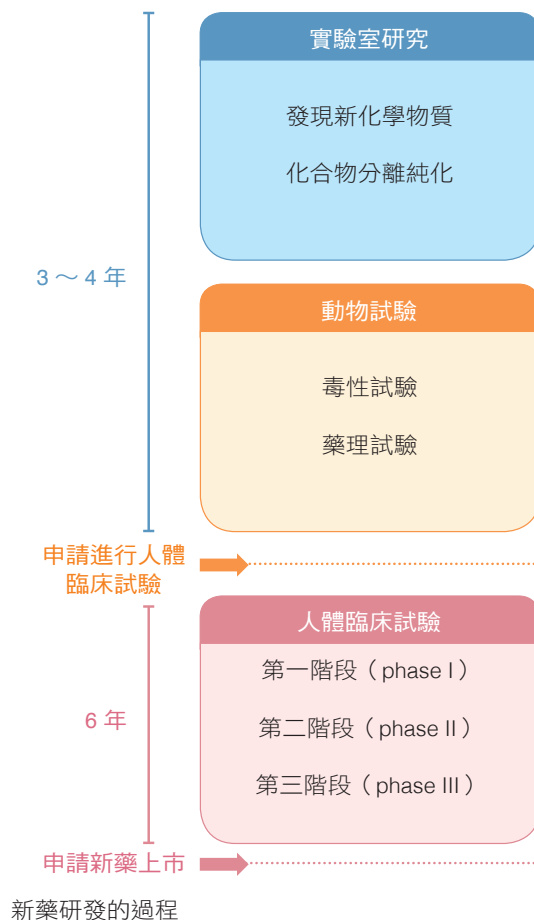 實驗室研究
發現新化學物質
化合物分離純化
3～4 年
動物試驗
毒性試驗
藥理試驗
申請進行人體
臨床試驗
人體臨床試驗
第一階段（phase I）
第二階段（phase II）
第三階段（phase III）
6 年
申請新藥上市
新藥研發的過程